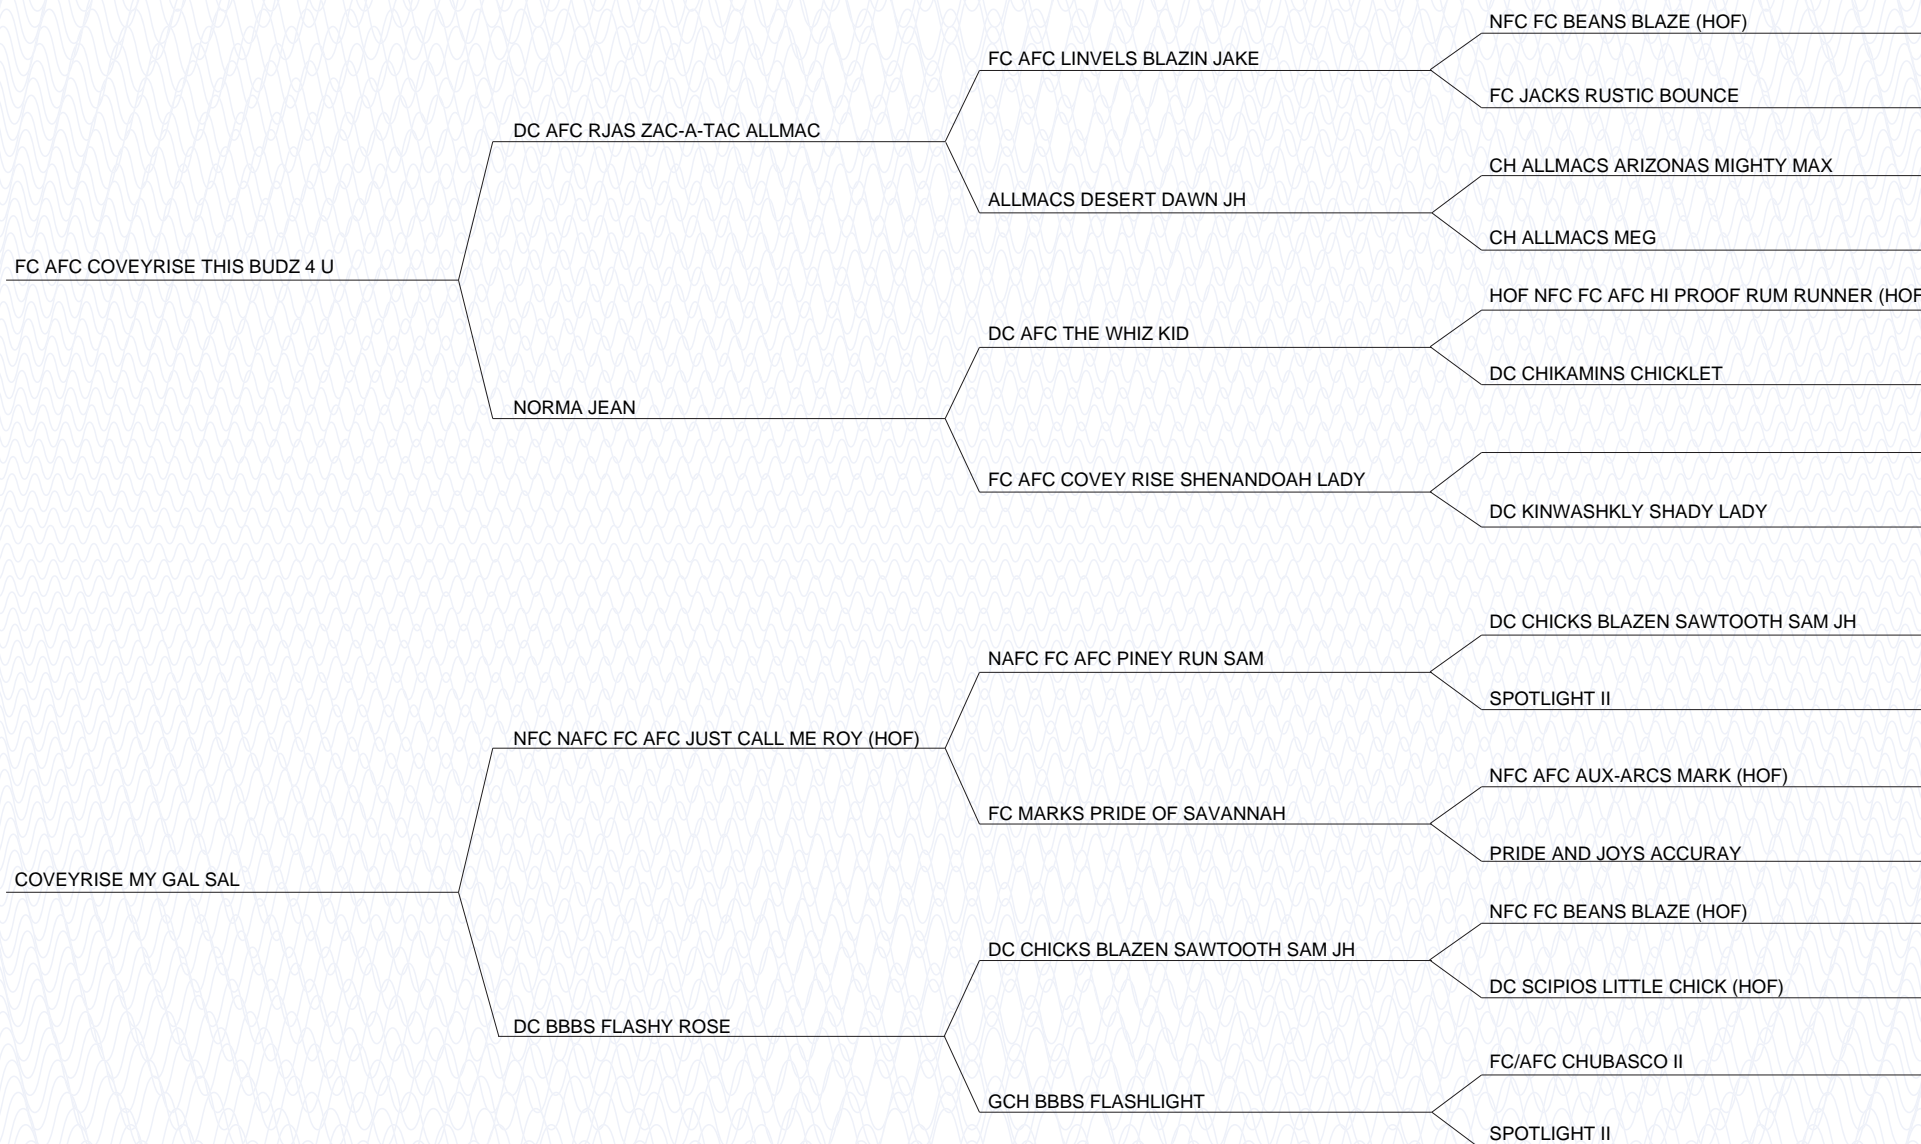 NFC FC BEANS BLAZE (HOF)
FC AFC LINVELS BLAZIN JAKE
FC JACKS RUSTIC BOUNCE
DC AFC RJAS ZAC-A-TAC ALLMAC
CH ALLMACS ARIZONAS MIGHTY MAX
ALLMACS DESERT DAWN JH
CH ALLMACS MEG
FC AFC COVEYRISE THIS BUDZ 4 U
HOF NFC FC AFC HI PROOF RUM RUNNER (HOF
DC AFC THE WHIZ KID
DC CHIKAMINS CHICKLET
NORMA JEAN
FC AFC COVEY RISE SHENANDOAH LADY
DC KINWASHKLY SHADY LADY
DC CHICKS BLAZEN SAWTOOTH SAM JH
NAFC FC AFC PINEY RUN SAM
SPOTLIGHT II
NFC NAFC FC AFC JUST CALL ME ROY (HOF)
NFC AFC AUX-ARCS MARK (HOF)
FC MARKS PRIDE OF SAVANNAH
PRIDE AND JOYS ACCURAY
COVEYRISE MY GAL SAL
NFC FC BEANS BLAZE (HOF)
DC CHICKS BLAZEN SAWTOOTH SAM JH
DC SCIPIOS LITTLE CHICK (HOF)
DC BBBS FLASHY ROSE
FC/AFC CHUBASCO II
GCH BBBS FLASHLIGHT
SPOTLIGHT II